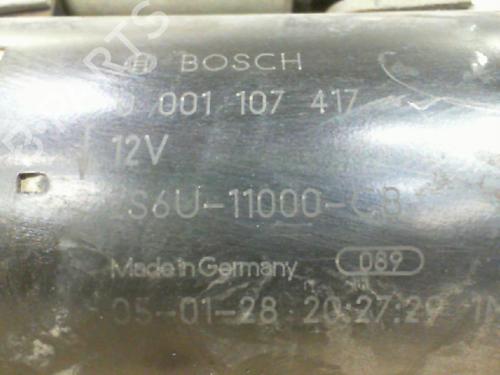 BOSCH
0 001 107 417
12V
2S6U-11000-CB
Made in Germany 089
05-01-28 20:27:29